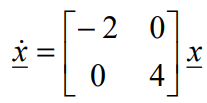 ẋ = [ −2 0
0 4 ] x